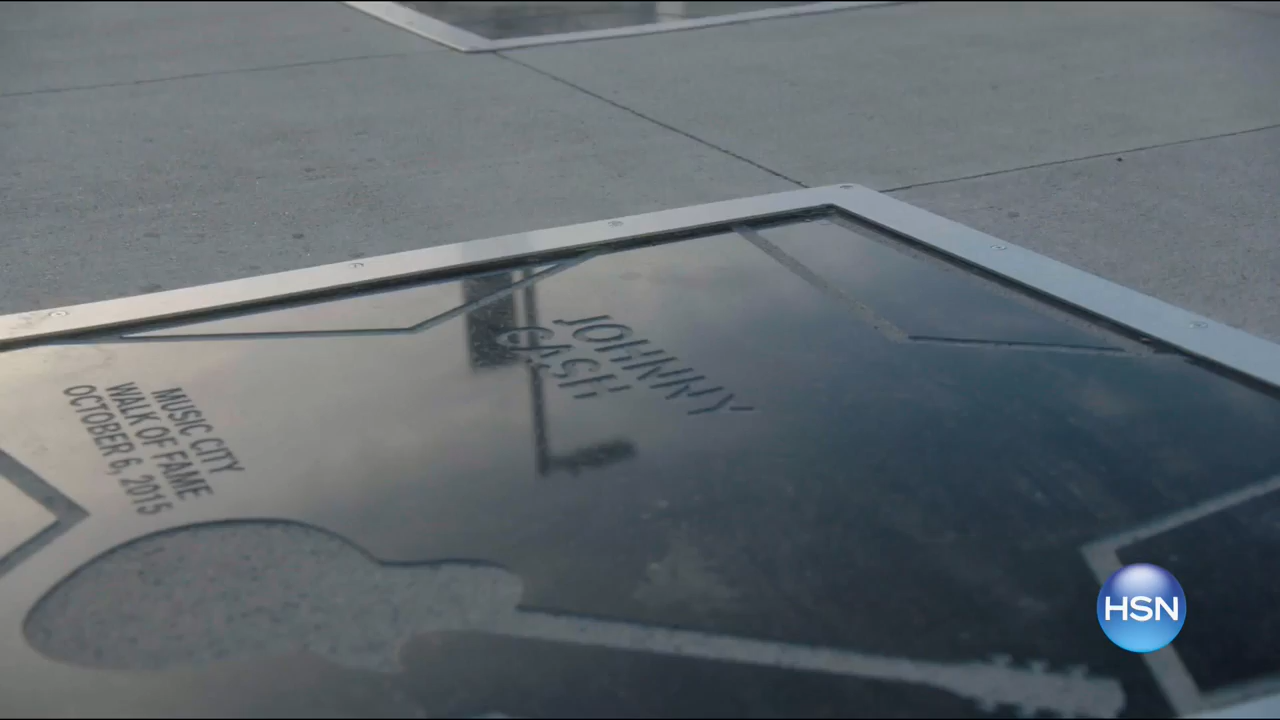 JOHNNY
CASH
MUSIC CITY
WALK OF FAME
OCTOBER 6, 2015
HSN